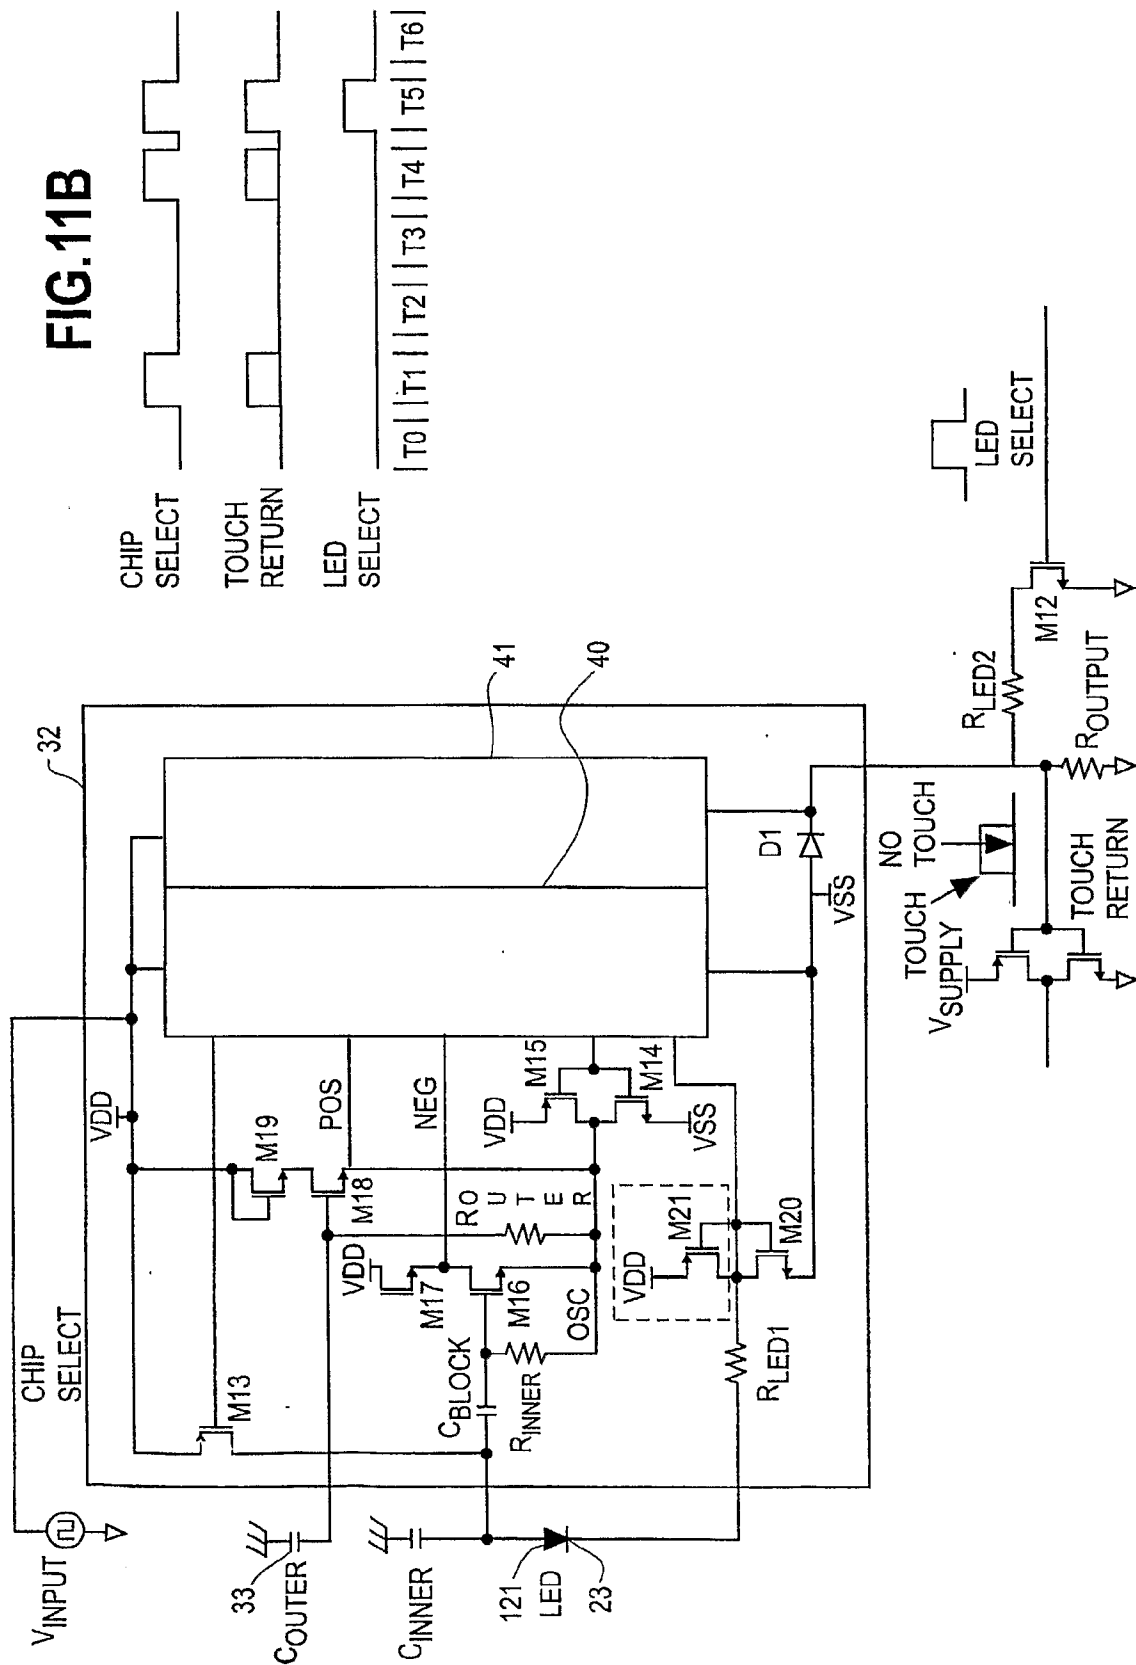 FIG.11B
CHIP
SELECT
TOUCH
RETURN
LED
SELECT
T0 T1 T2 T3 T4 T5 T6
VINPUT
CHIP
SELECT
32
VDD
M13
M19
M18
POS
33
COUTER
VDD
M17
NEG
ROUTER
41
40
CINNER
CBLOCK
M16
RINNER
OSC
VDD
M15
M14
VSS
121
LED
23
VDD
M21
M20
RLED1
D1
VSS
TOUCH
NO
TOUCH
VSUPPLY
TOUCH
RETURN
ROUTPUT
RLED2
M12
LED
SELECT